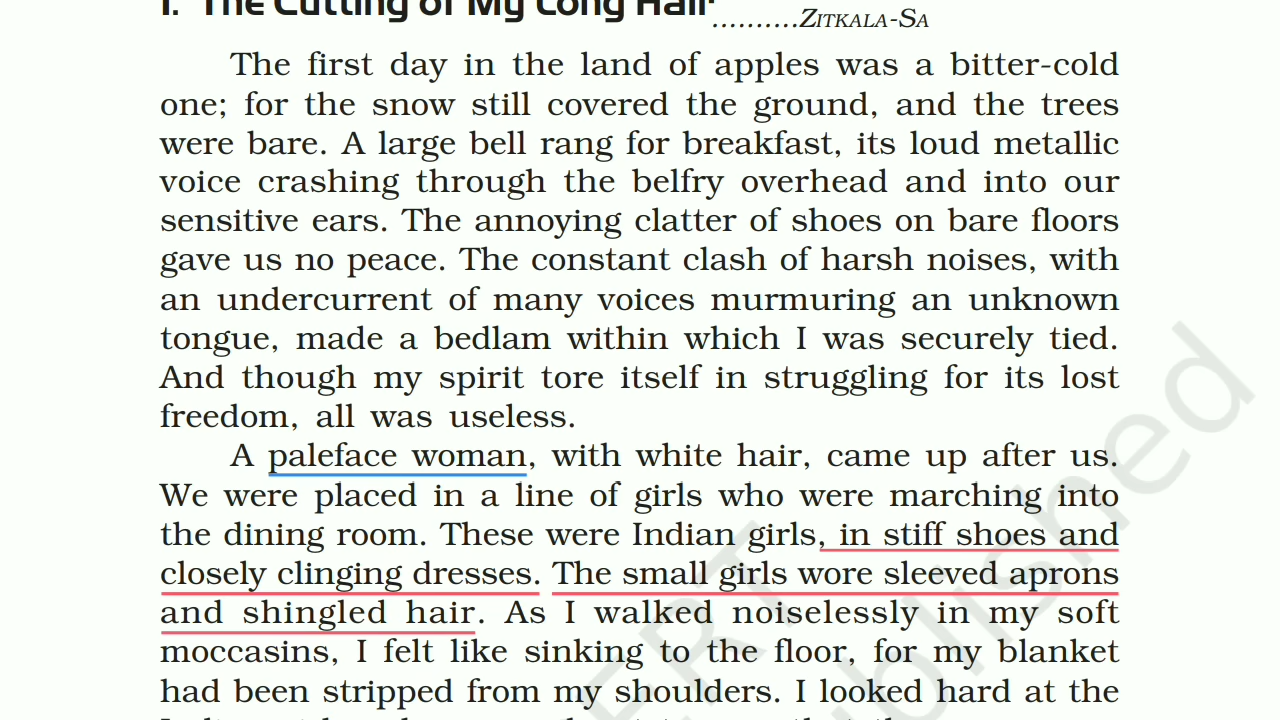 I. The Cutting of My Long Hair
..........ZITKALA-SA
The first day in the land of apples was a bitter-cold
one; for the snow still covered the ground, and the trees
were bare. A large bell rang for breakfast, its loud metallic
voice crashing through the belfry overhead and into our
sensitive ears. The annoying clatter of shoes on bare floors
gave us no peace. The constant clash of harsh noises, with
an undercurrent of many voices murmuring an unknown
tongue, made a bedlam within which I was securely tied.
And though my spirit tore itself in struggling for its lost
freedom, all was useless.
A paleface woman, with white hair, came up after us.
We were placed in a line of girls who were marching into
the dining room. These were Indian girls, in stiff shoes and
closely clinging dresses. The small girls wore sleeved aprons
and shingled hair. As I walked noiselessly in my soft
moccasins, I felt like sinking to the floor, for my blanket
had been stripped from my shoulders. I looked hard at the